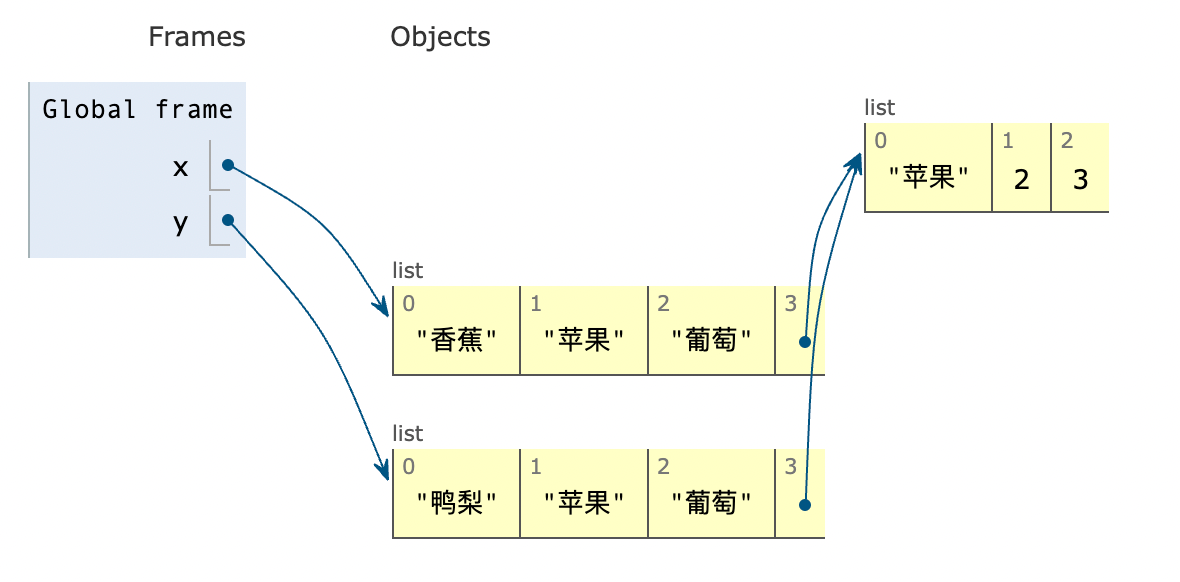 Frames Objects
Global frame
x
y
list
0 1 2
"苹果" 2 3
list
0 1 2 3
"香蕉" "苹果" "葡萄"
list
0 1 2 3
"鸭梨" "苹果" "葡萄"